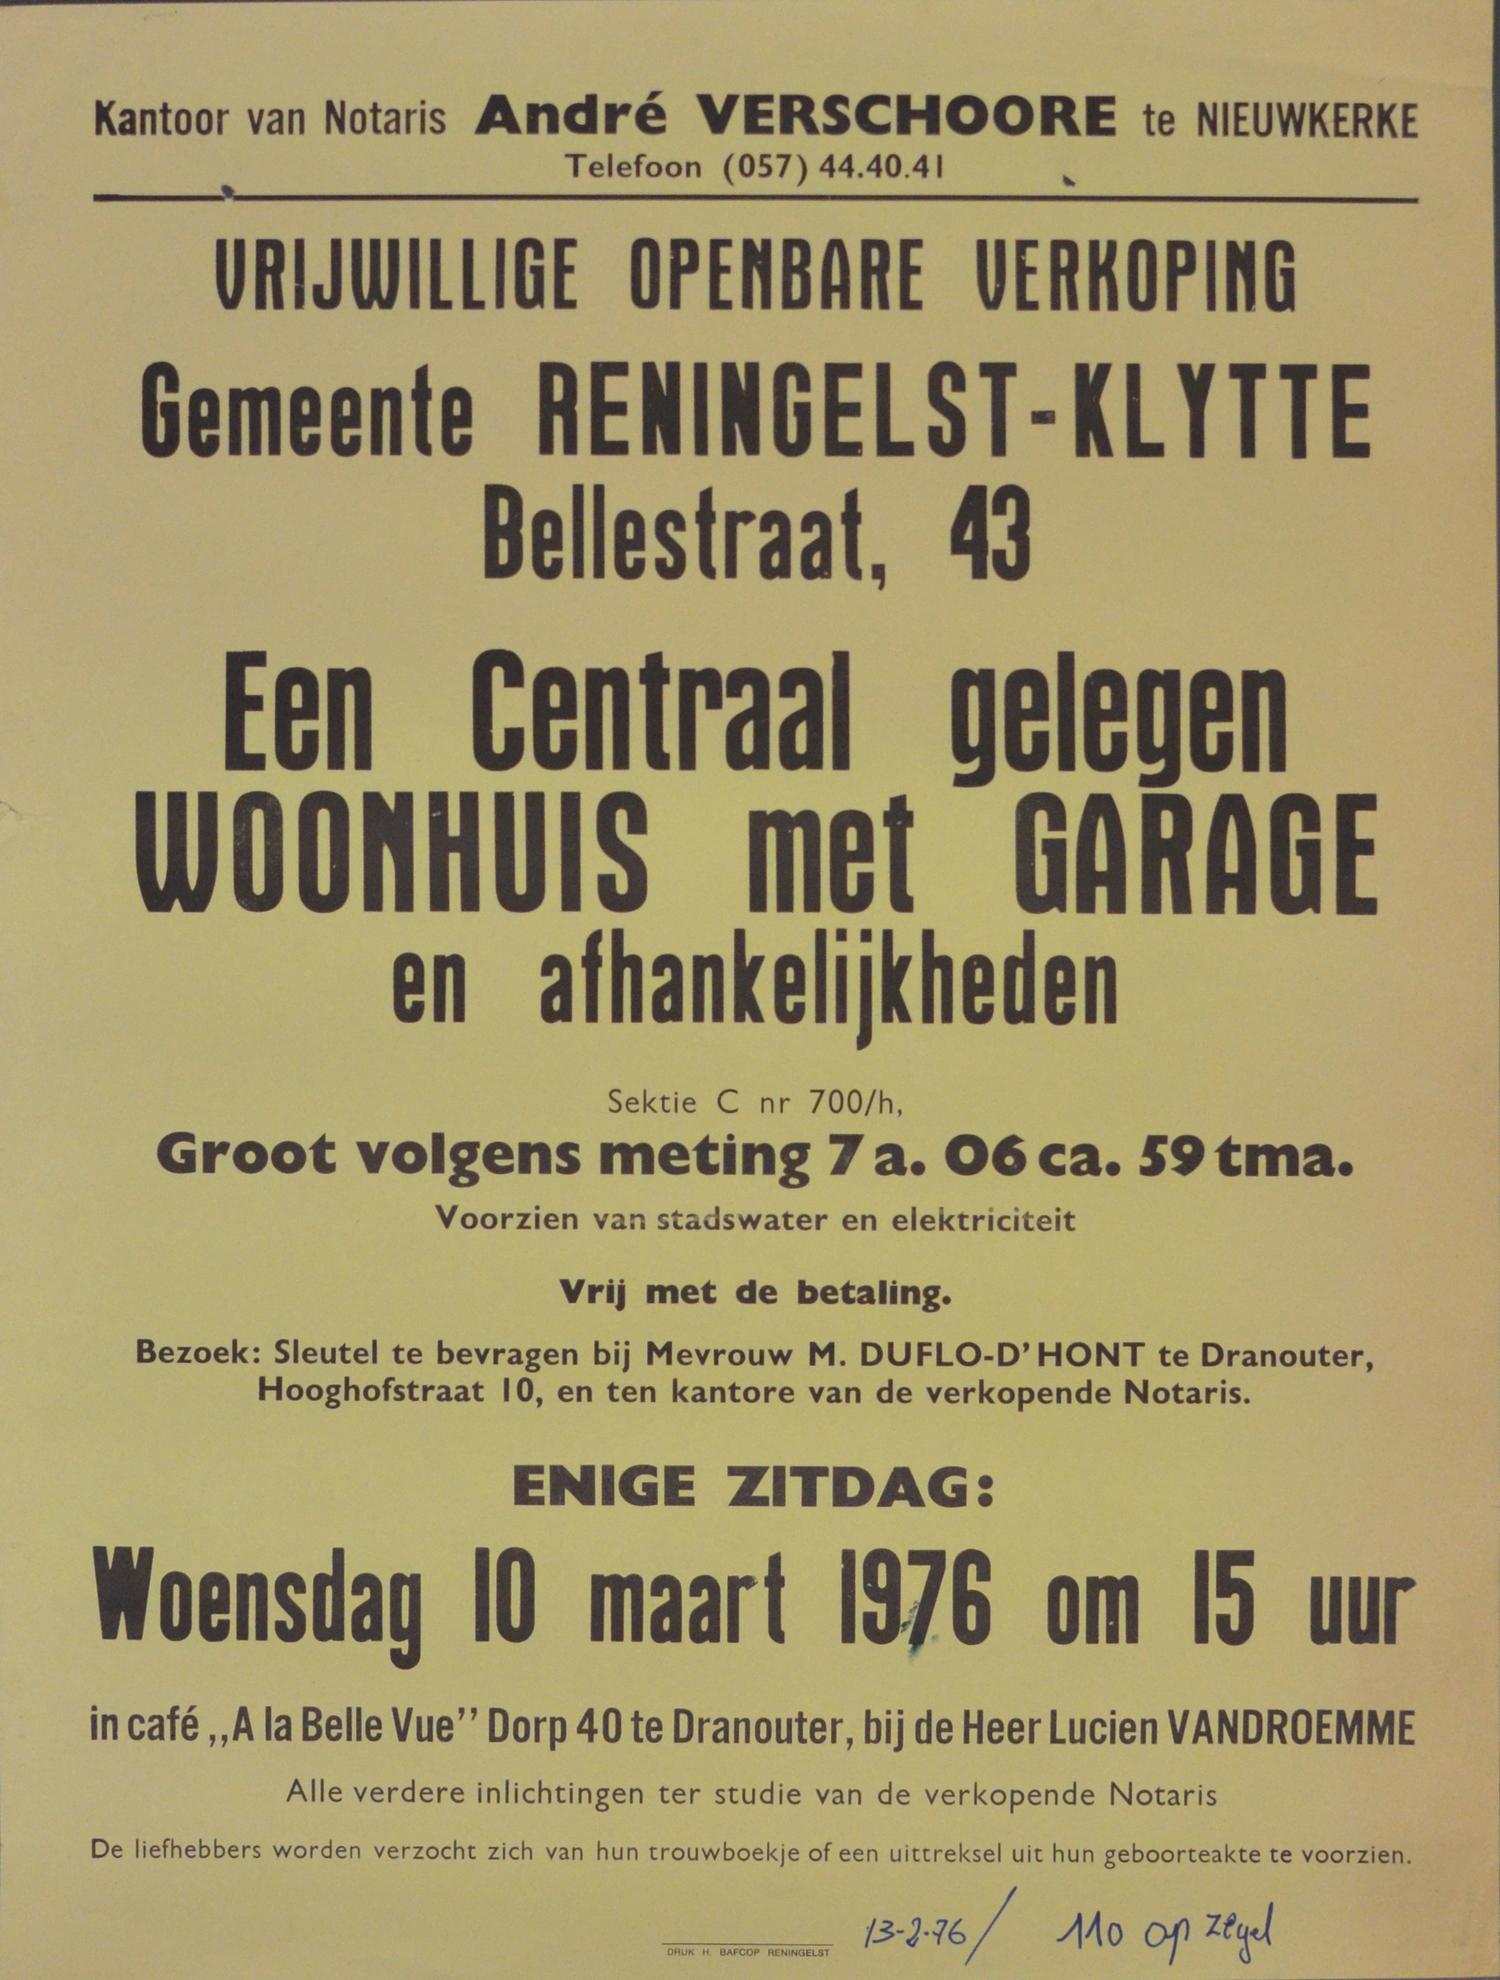 Kantoor van Notaris André VERSCHOORE te NIEUWKERKE
Telefoon (057) 44.40.41
VRIJWILLIGE OPENBARE VERKOPING
Gemeente RENINGELST-KLYTTE
Bellestraat, 43
Een Centraal gelegen
WOONHUIS met GARAGE
en afhankelijkheden
Sektie C nr 700/h,
Groot volgens meting 7 a. 06 ca. 59 tma.
Voorzien van stadswater en elektriciteit
Vrij met de betaling.
Bezoek: Sleutel te bevragen bij Mevrouw M. DUFLO-D'HONT te Dranouter,
Hooghofstraat 10, en ten kantore van de verkopende Notaris.
ENIGE ZITDAG:
Woensdag 10 maart 1976 om 15 uur
in café ,,A la Belle Vue'' Dorp 40 te Dranouter, bij de Heer Lucien VANDROEMME
Alle verdere inlichtingen ter studie van de verkopende Notaris
De liefhebbers worden verzocht zich van hun trouwboekje of een uittreksel uit hun geboorteakte te voorzien.
13-2-76 / 110 op zegel
DRUK H. BAFCOP RENINGELST